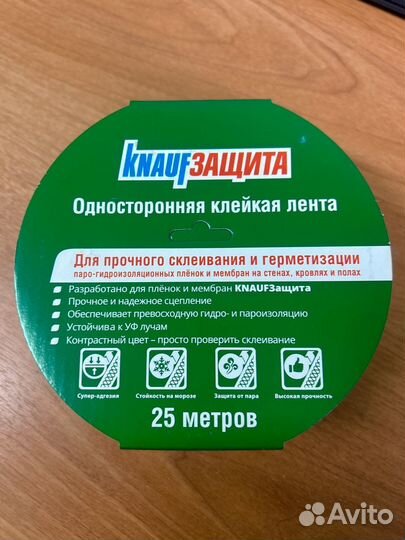 KNAUFЗАЩИТА
Односторонняя клейкая лента
Для прочного склеивания и герметизации
паро-гидроизоляционных плёнок и мембран на стенах, кровлях и полах
• Разработано для плёнок и мембран KNAUFЗащита
• Прочное и надежное сцепление
• Обеспечивает превосходную гидро- и пароизоляцию
• Устойчива к УФ лучам
• Контрастный цвет – просто проверить склеивание
Супер-адгезия Стойкость на морозе Защита от пара Высокая прочность
25 метров
Avito